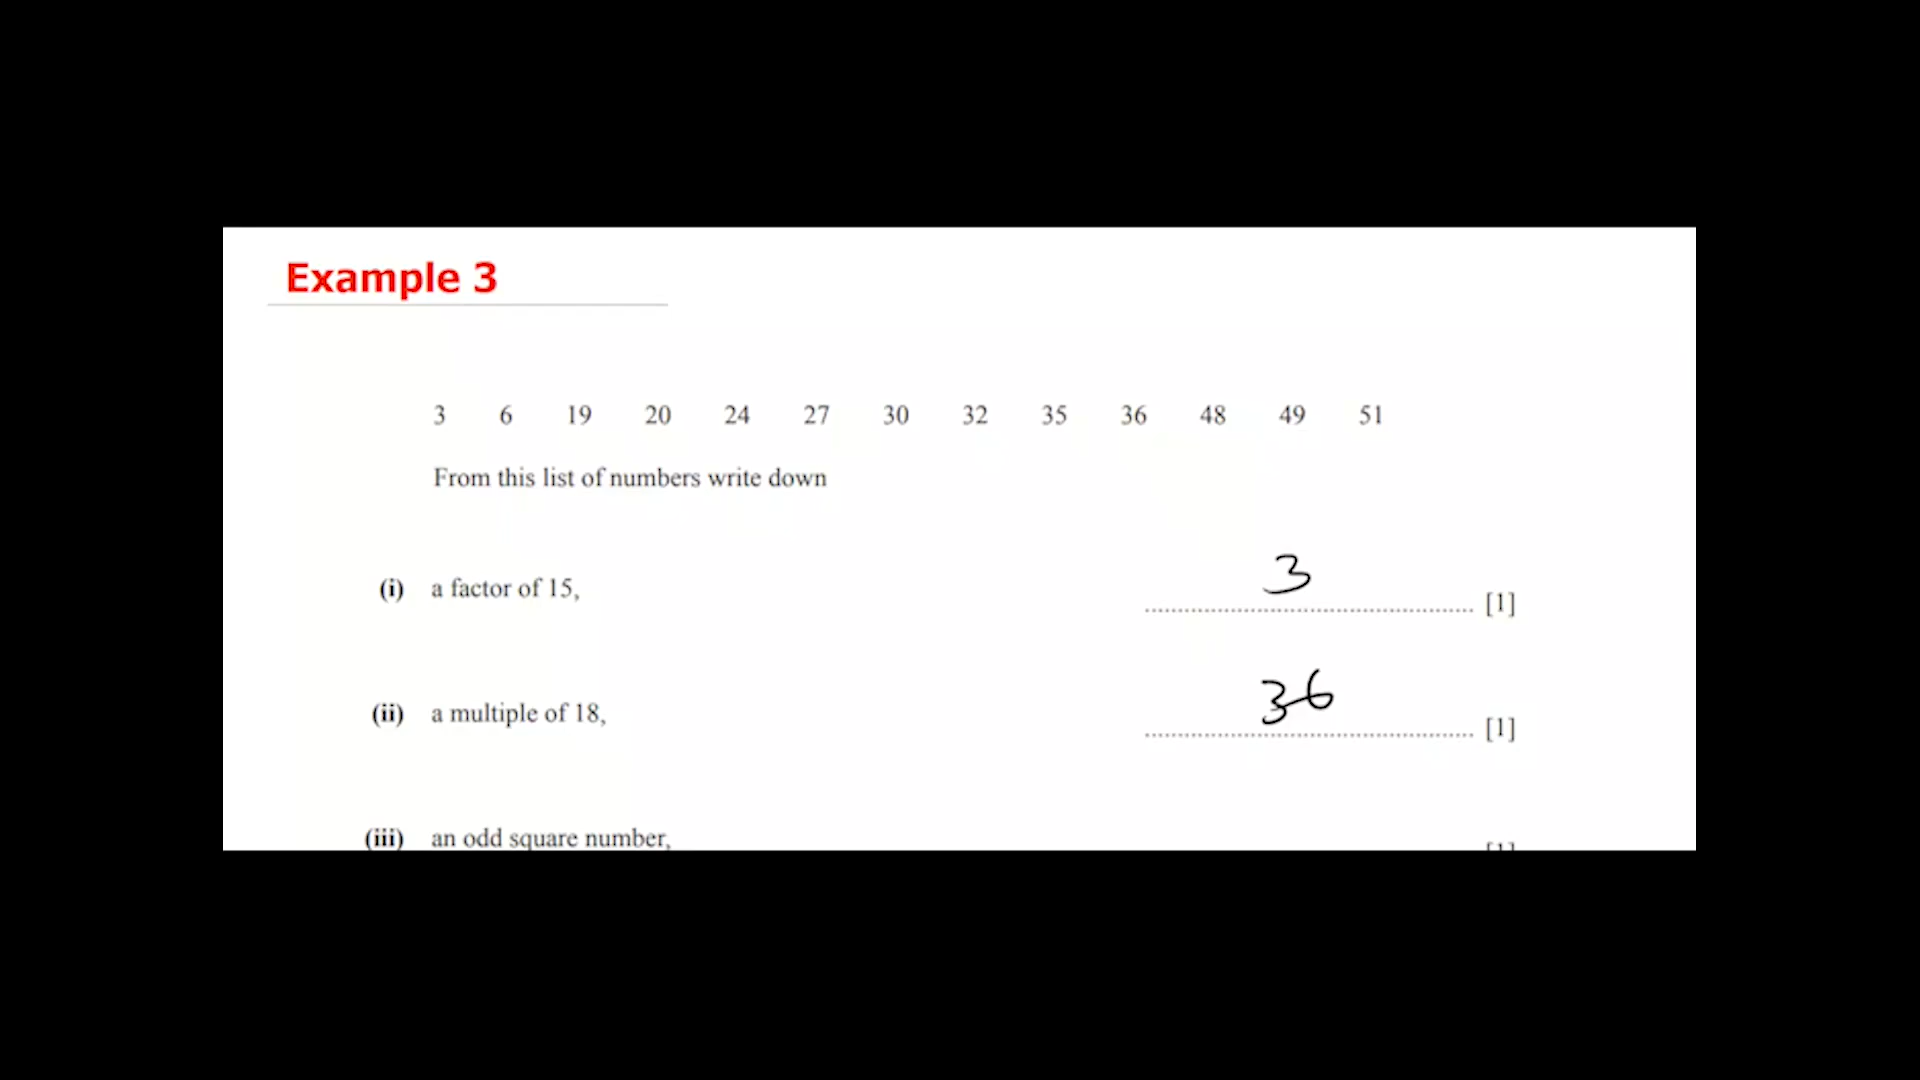 Example 3
3 6 19 20 24 27 30 32 35 36 48 49 51
From this list of numbers write down
(i) a factor of 15, 3 [1]
(ii) a multiple of 18, 36 [1]
(iii) an odd square number, [1]